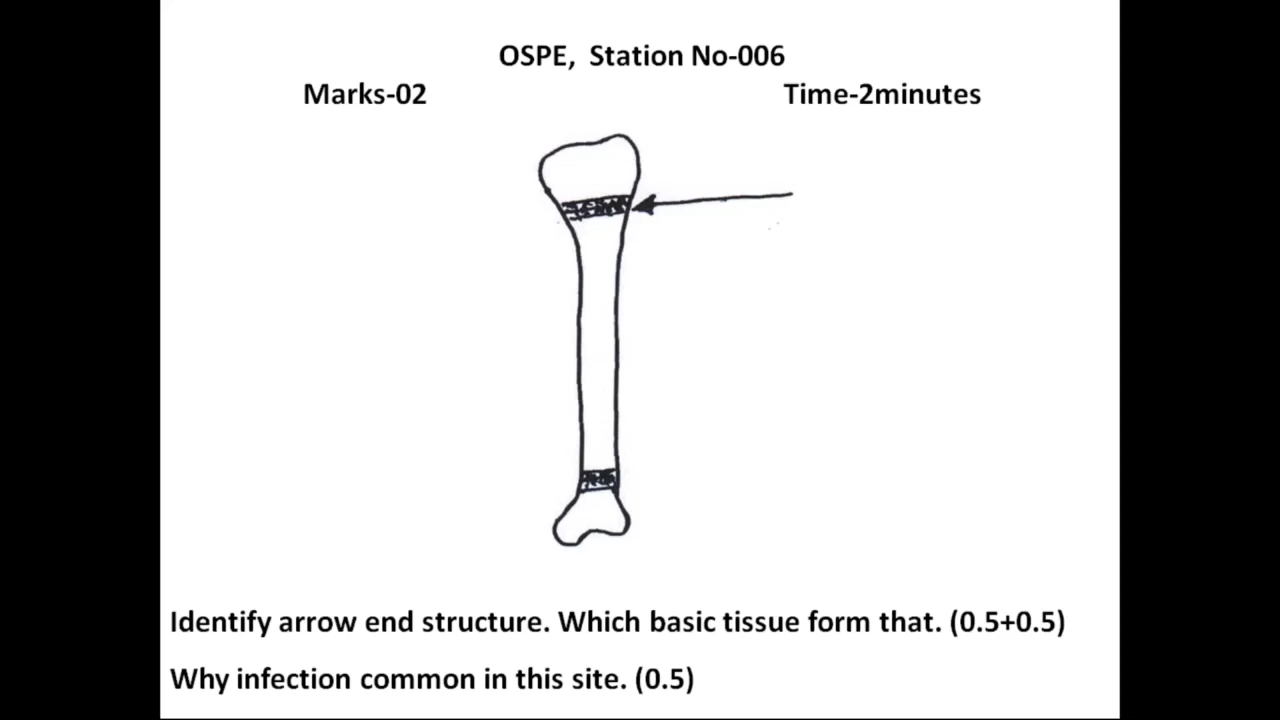 OSPE, Station No-006
Marks-02 Time-2minutes
Identify arrow end structure. Which basic tissue form that. (0.5+0.5)
Why infection common in this site. (0.5)